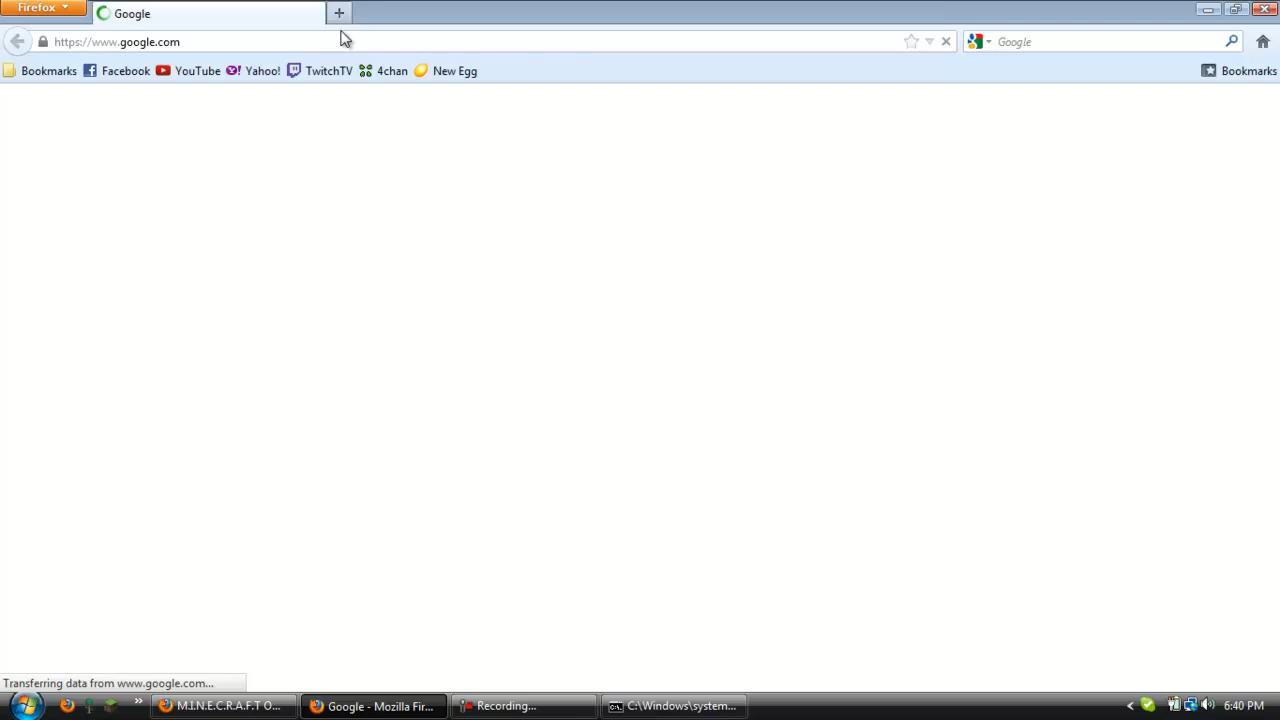 Firefox
Google
https://www.google.com
Google
Bookmarks Facebook YouTube Yahoo! TwitchTV 4chan New Egg Bookmarks
Transferring data from www.google.com...
M.I.N.E.C.R.A.F.T O... Google - Mozilla Fir... Recording... C:\Windows\system... 6:40 PM